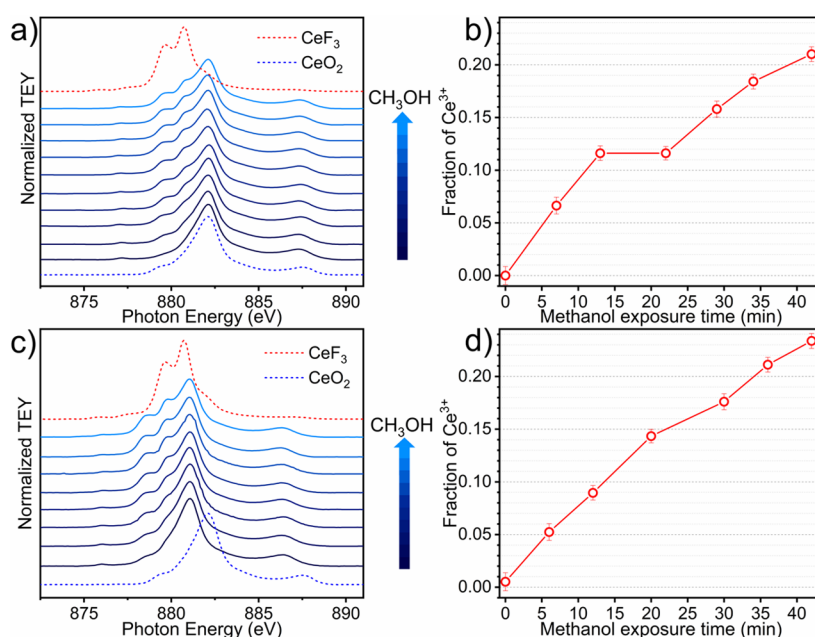 a)
CeF₃
CeO₂
CH₃OH
Normalized TEY
875 880 885 890
Photon Energy (eV)
b)
0.20
0.15
0.10
0.05
0.00
Fraction of Ce³⁺
0 5 10 15 20 25 30 35 40
Methanol exposure time (min)
c)
CeF₃
CeO₂
CH₃OH
Normalized TEY
875 880 885 890
Photon Energy (eV)
d)
0.20
0.15
0.10
0.05
0.00
Fraction of Ce³⁺
0 5 10 15 20 25 30 35 40
Methanol exposure time (min)